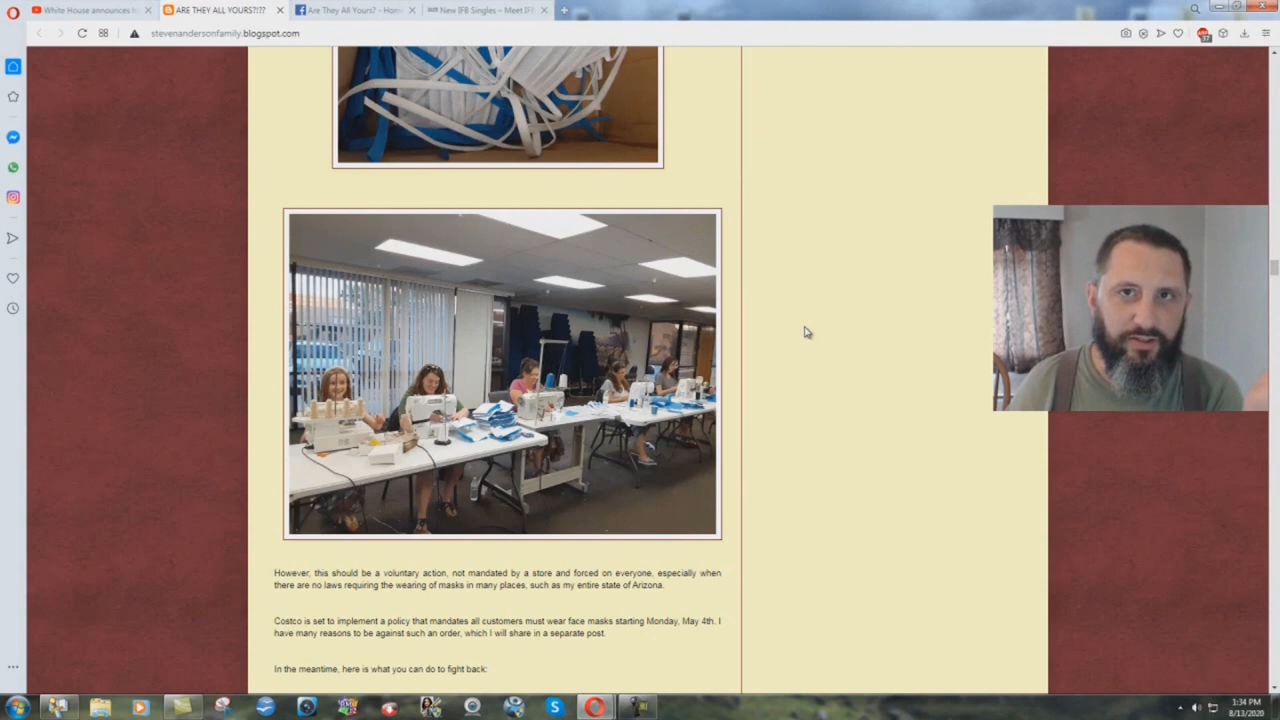 White House announces h
ARE THEY ALL YOURS?!??
Are They All Yours? - Home
New IFB Singles – Meet IFB
stevenandersonfamily.blogspot.com
37
However, this should be a voluntary action, not mandated by a store and forced on everyone, especially when
there are no laws requiring the wearing of masks in many places, such as my entire state of Arizona.
Costco is set to implement a policy that mandates all customers must wear face masks starting Monday, May 4th. I
have many reasons to be against such an order, which I will share in a separate post.
In the meantime, here is what you can do to fight back:
1:34 PM
8/13/2020